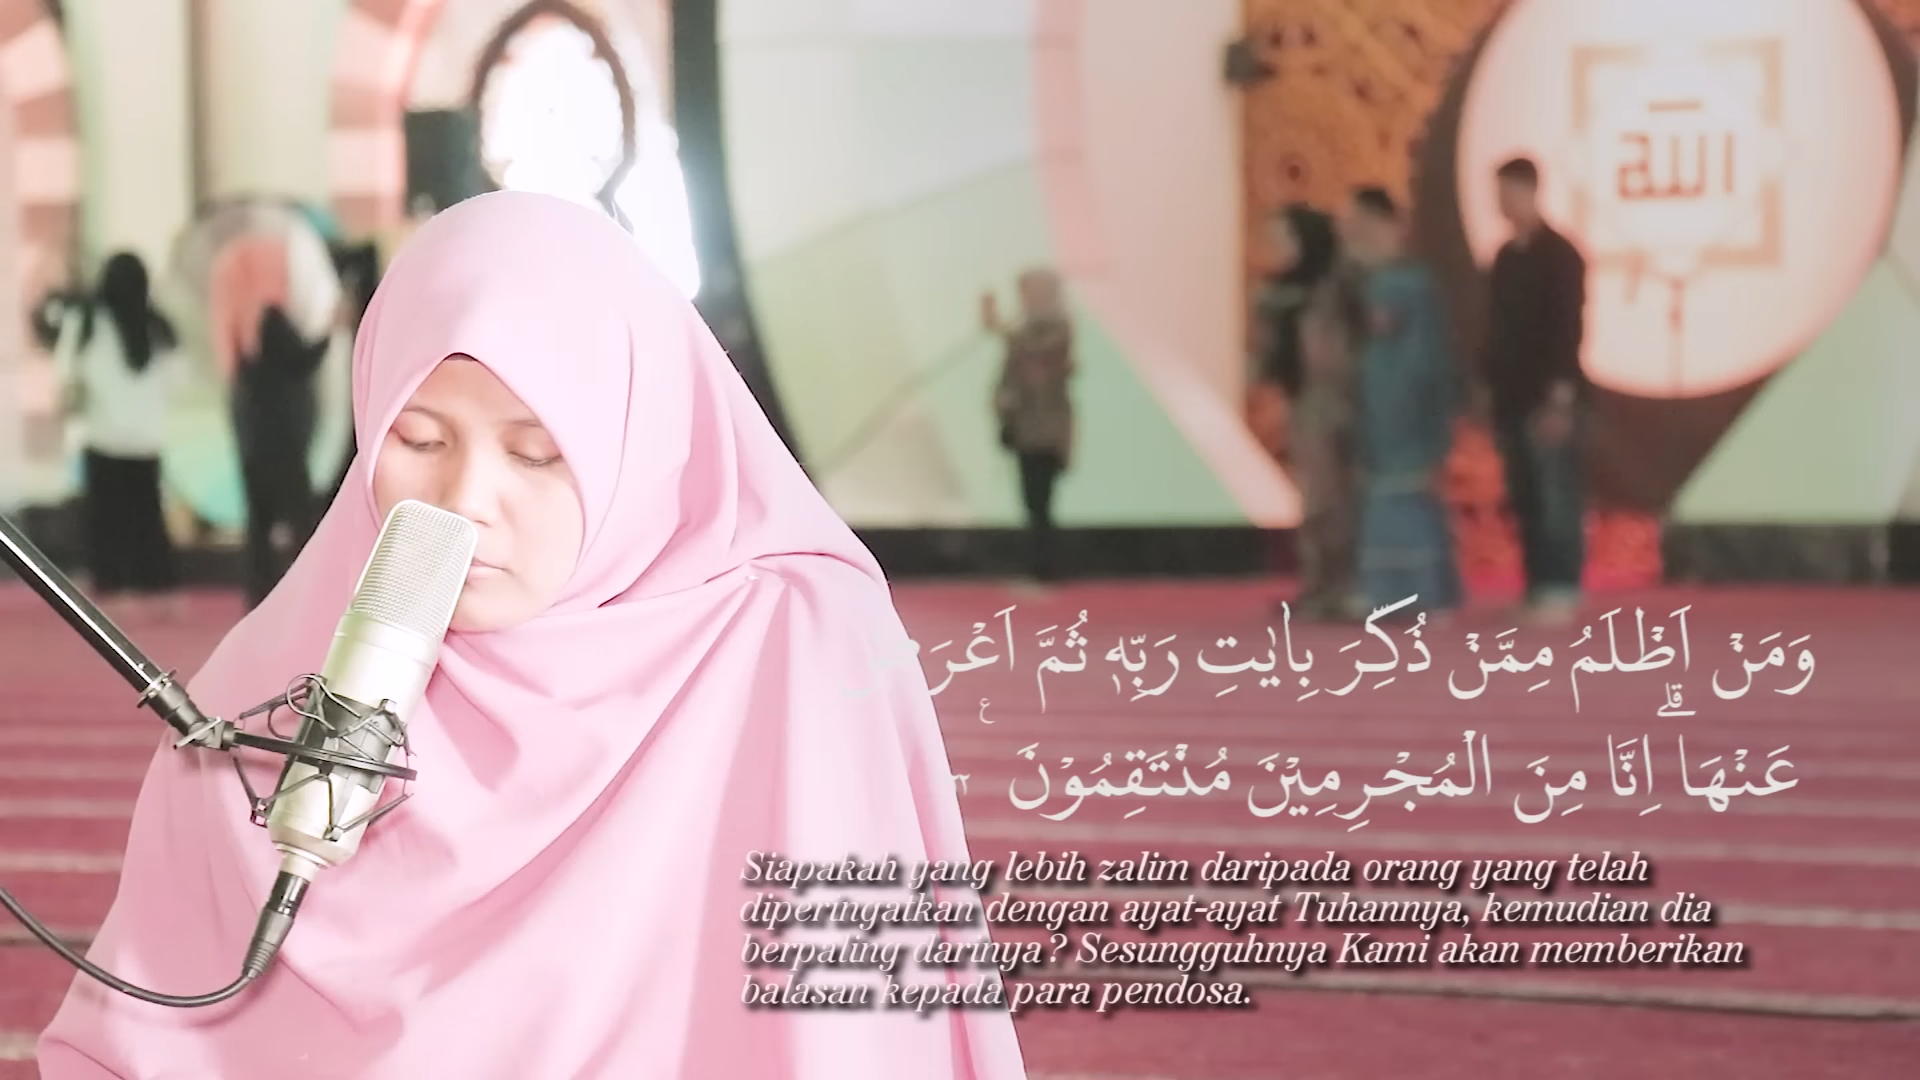 الله
وَمَنْ اَظْلَمُ مِمَّنْ ذُكِّرَ بِاٰيٰتِ رَبِّهٖ ثُمَّ اَعْرَضَ
عَنْهَا ۗاِنَّا مِنَ الْمُجْرِمِيْنَ مُنْتَقِمُوْنَ ࣖ
Siapakah yang lebih zalim daripada orang yang telah
diperingatkan dengan ayat-ayat Tuhannya, kemudian dia
berpaling darinya? Sesungguhnya Kami akan memberikan
balasan kepada para pendosa.